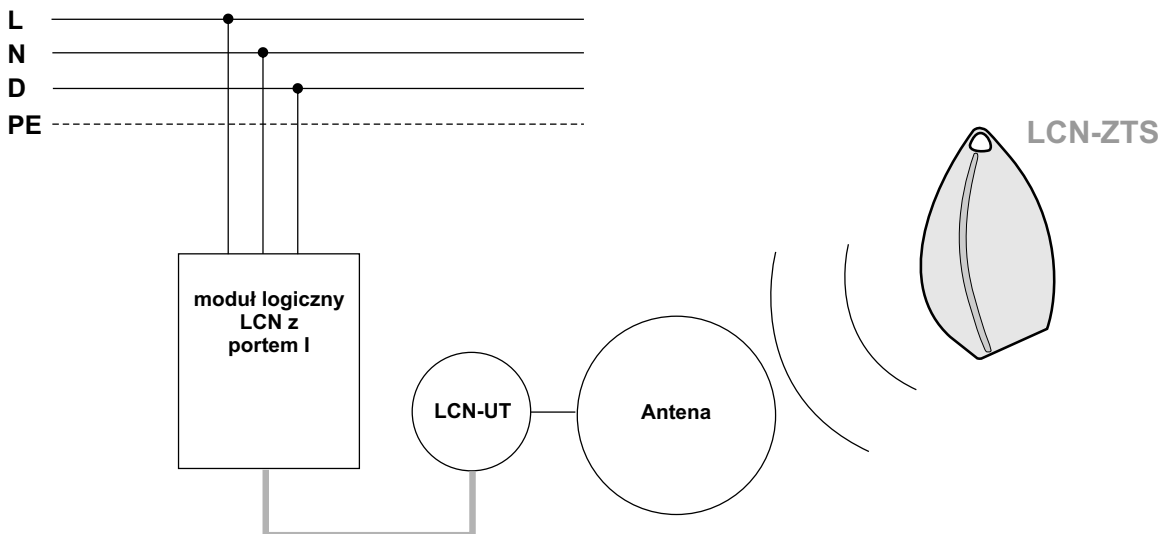 L
N
D
PE
LCN-ZTS
moduł logiczny
LCN z
portem I
LCN-UT
Antena